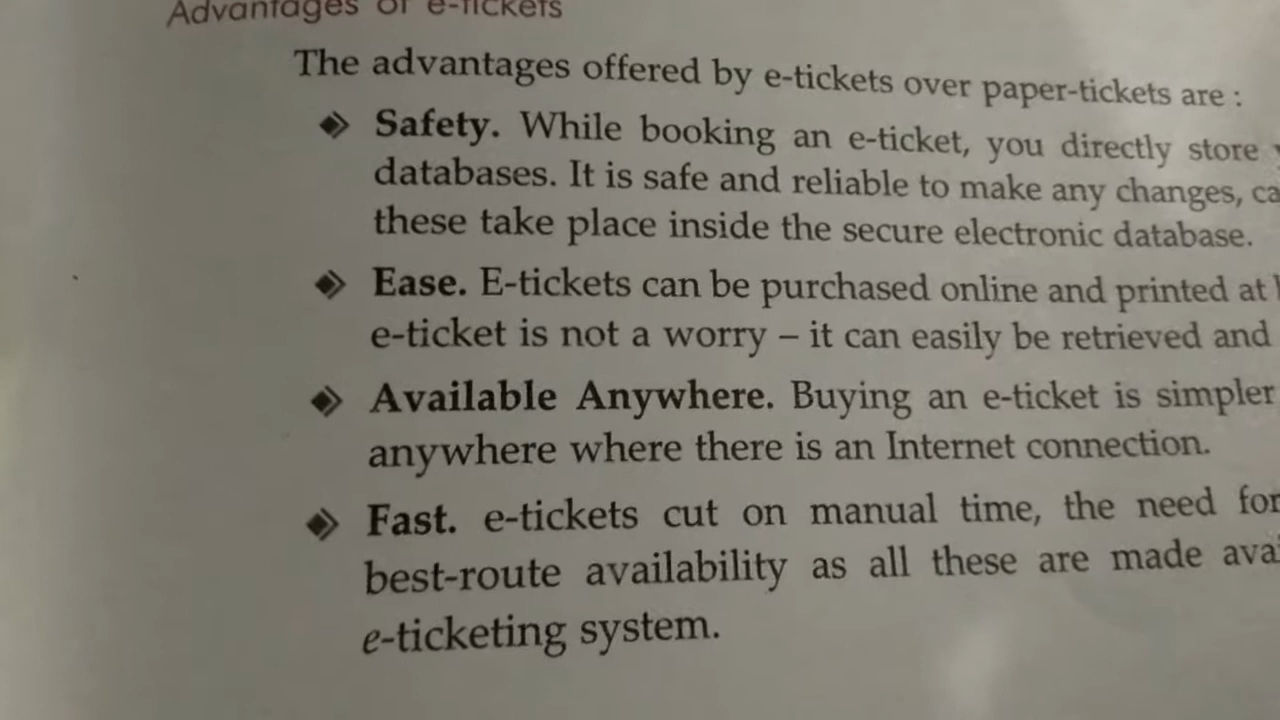 Advantages of e-tickets
The advantages offered by e-tickets over paper-tickets are :
Safety. While booking an e-ticket, you directly store
databases. It is safe and reliable to make any changes,
these take place inside the secure electronic database.
Ease. E-tickets can be purchased online and printed at
e-ticket is not a worry – it can easily be retrieved and
Available Anywhere. Buying an e-ticket is simpler
anywhere where there is an Internet connection.
Fast. e-tickets cut on manual time, the need for
best-route availability as all these are made
e-ticketing system.